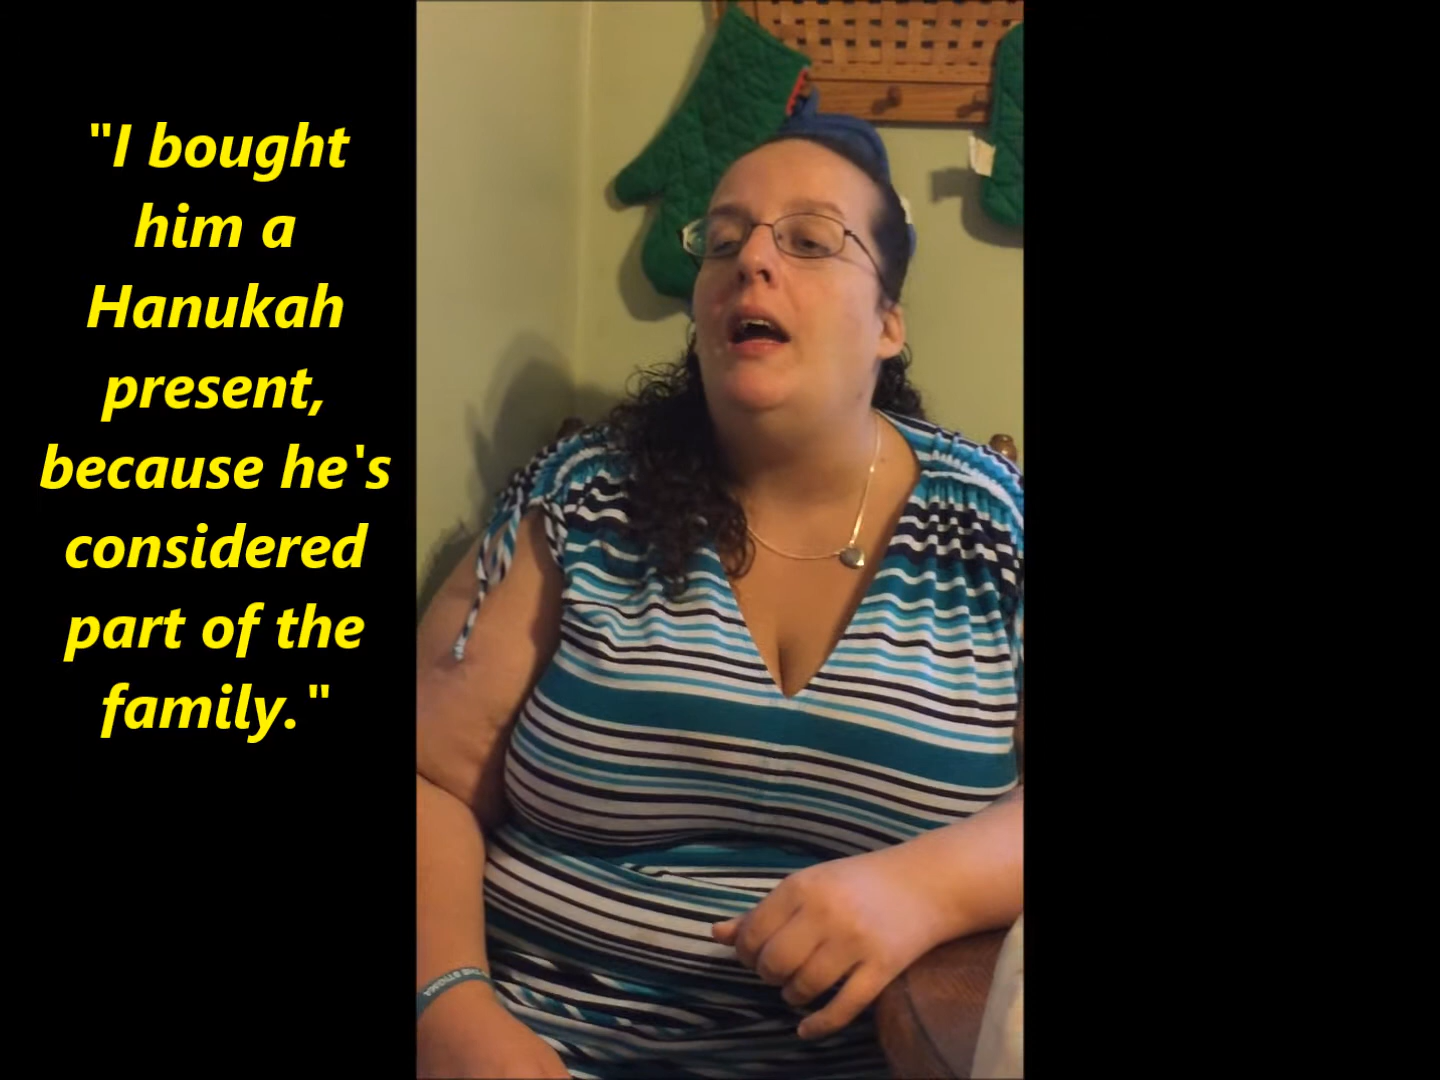 "I bought
him a
Hanukah
present,
because he's
considered
part of the
family."